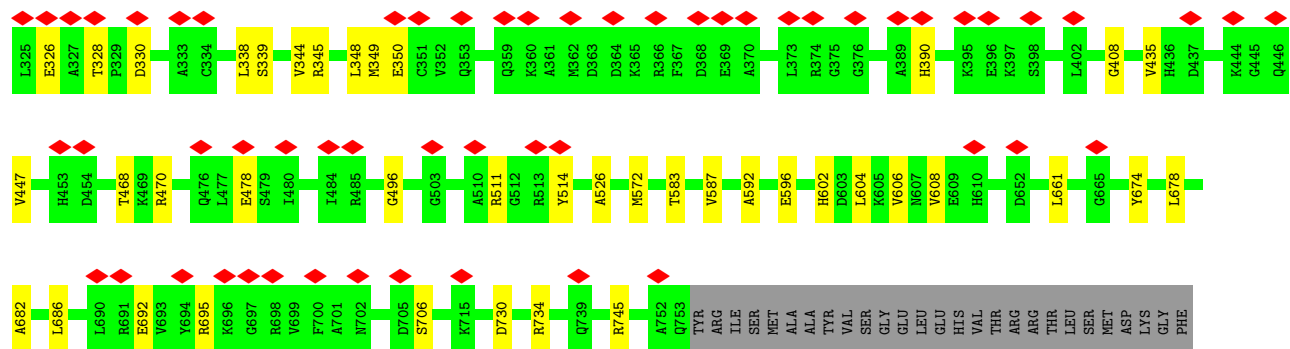 L325 E326 A327 T328 P329 D330 A333 C334 L338 S339 V344 R345 L348 M349 E350 C351 V352 Q353 Q359 K360 A361 M362 D363 D364 K365 R366 F367 D368 E369 A370 L373 R374 G375 G376 A389 H390 K395 E396 K397 S398 L402 G408 V435 H436 D437 K444 G445 Q446
V447 H453 D454 T468 K469 R470 Q476 L477 E478 S479 I480 I484 R485 G496 G503 A510 R511 G512 R513 Y514 A526 M572 T583 V587 A592 E596 H602 D603 L604 K605 V606 N607 V608 E609 H610 D652 L661 G665 Y674 L678
A682 L686 L690 R691 E692 V693 Y694 R695 K696 G697 R698 V699 F700 A701 N702 D705 S706 K715 D730 R734 Q739 R745 A752 Q753 TYR ARG ILE SER MET ALA ALA TYR VAL SER GLY GLU LEU GLU HIS VAL THR ARG ARG THR LEU SER MET ASP LYS GLY PHE